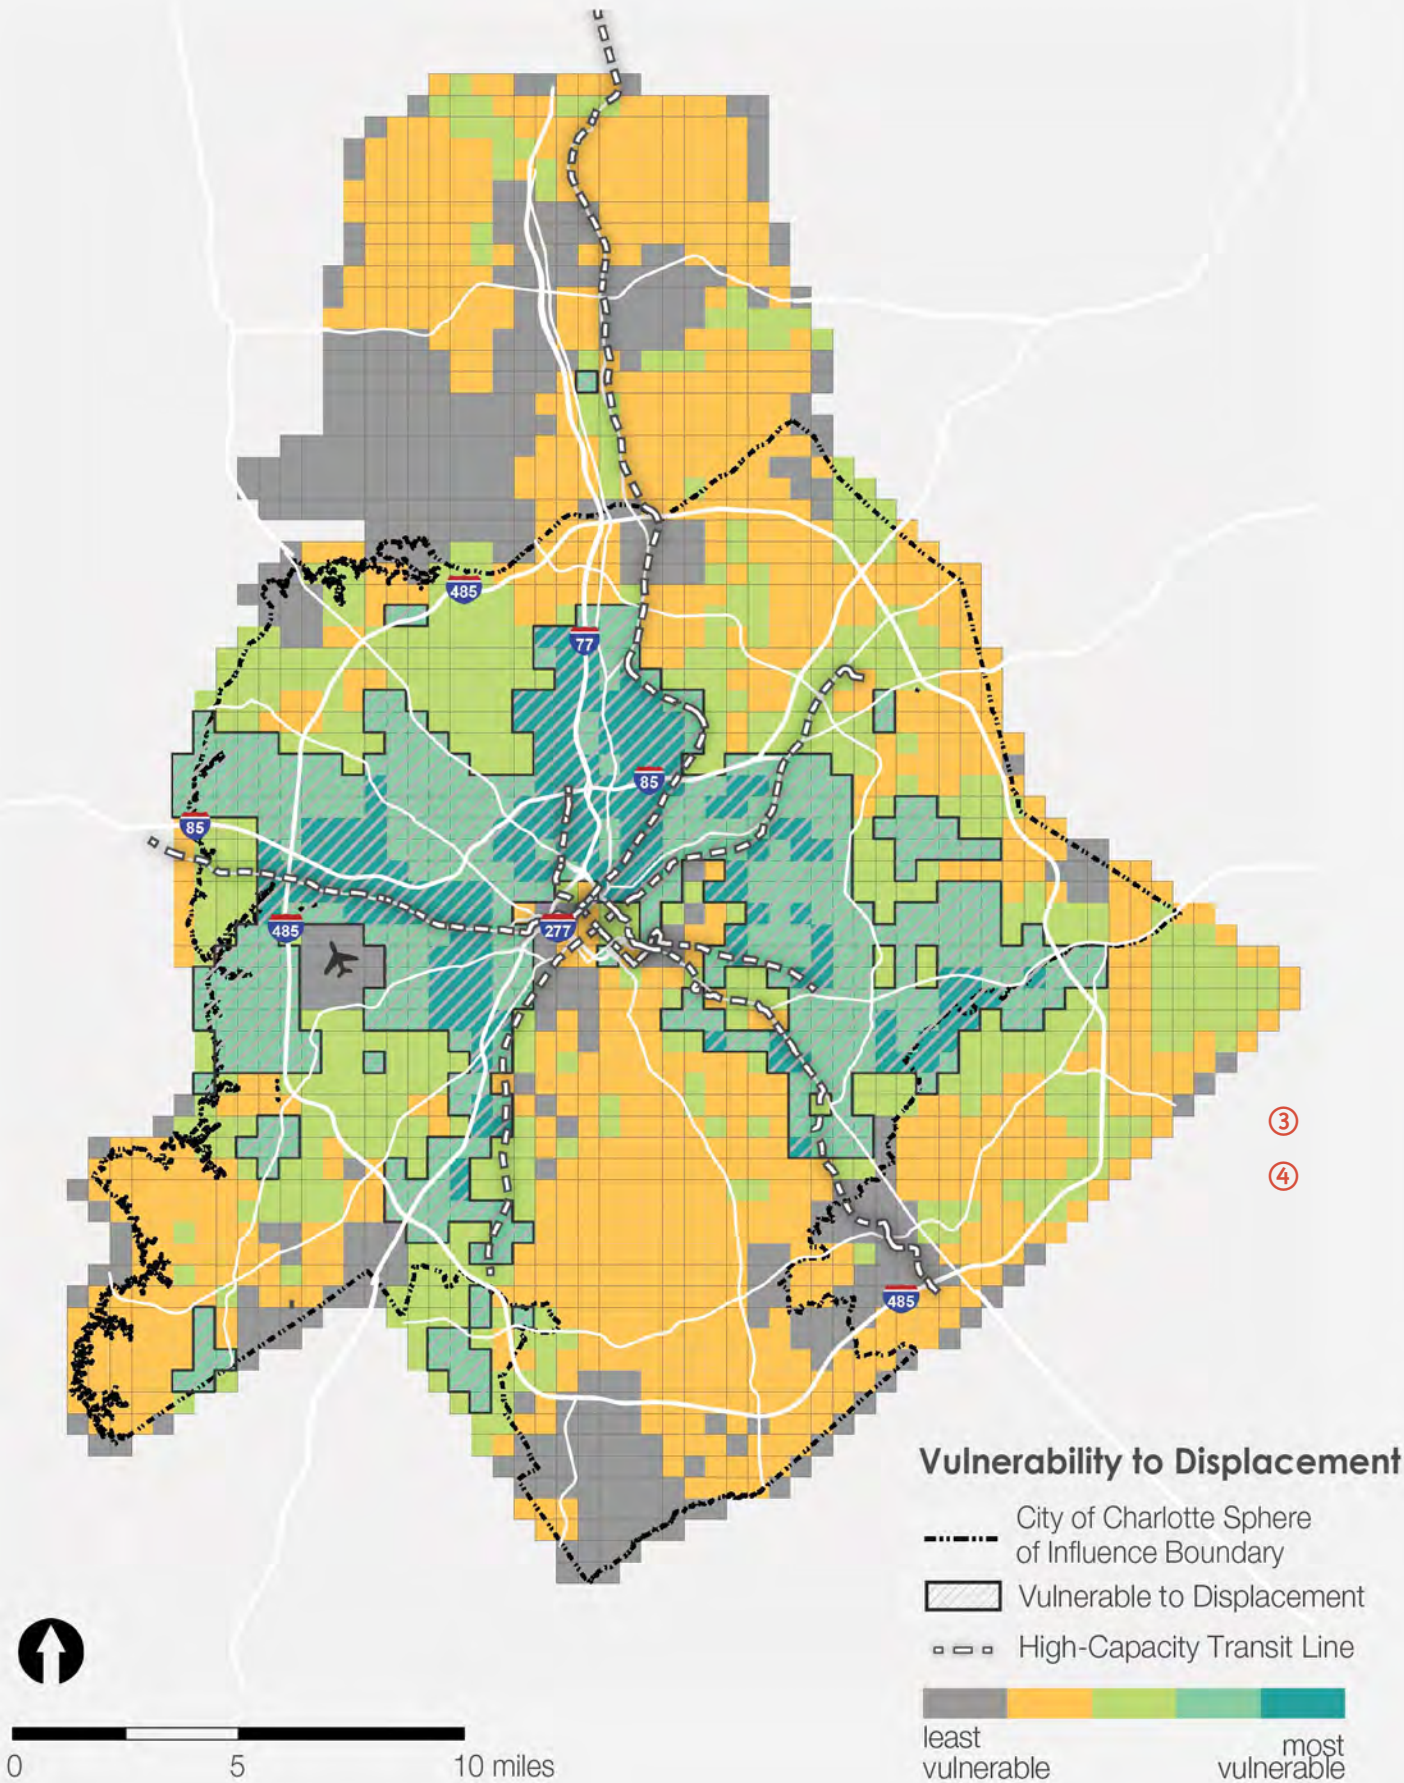 485
77
85
85
485
277
③
④
485
Vulnerability to Displacement
City of Charlotte Sphere
of Influence Boundary
Vulnerable to Displacement
High-Capacity Transit Line
least
vulnerable
most
vulnerable
0 5 10 miles